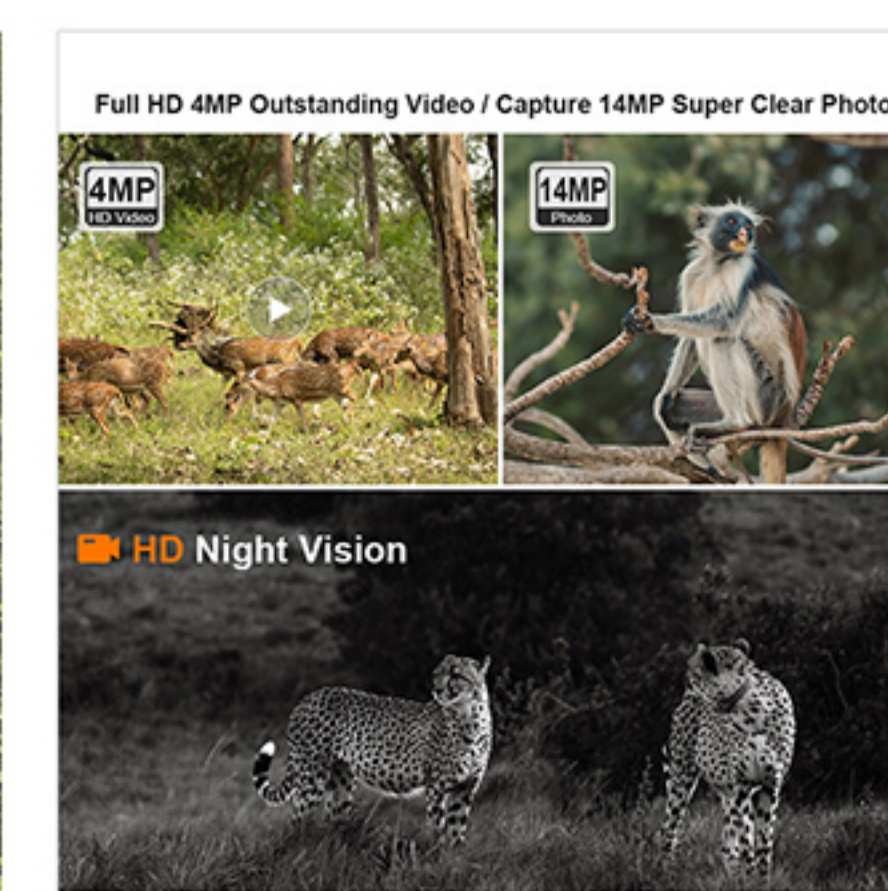 Full HD 4MP Outstanding Video / Capture 14MP Super Clear Photo
4MP
HD Video
14MP
Photo
HD Night Vision